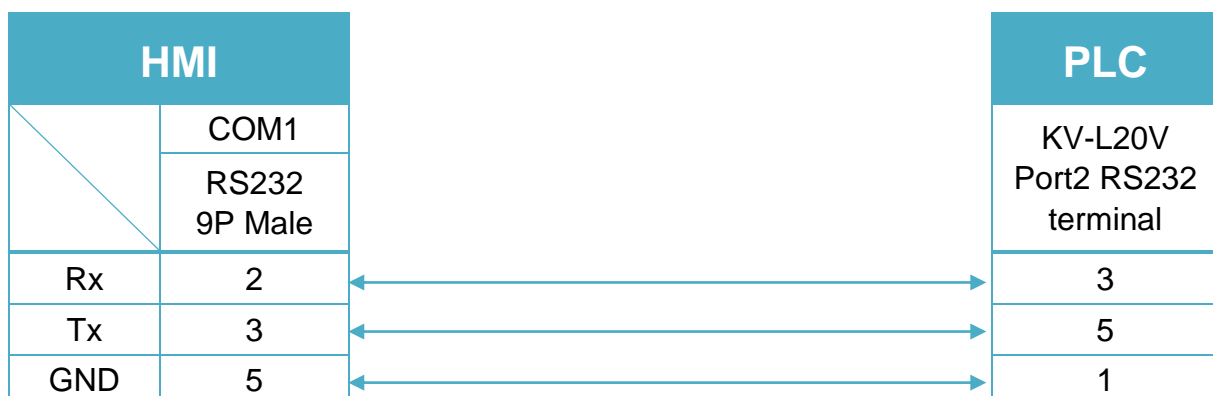 HMI
PLC
COM1
RS232
9P Male
KV-L20V
Port2 RS232
terminal
Rx 2 3
Tx 3 5
GND 5 1